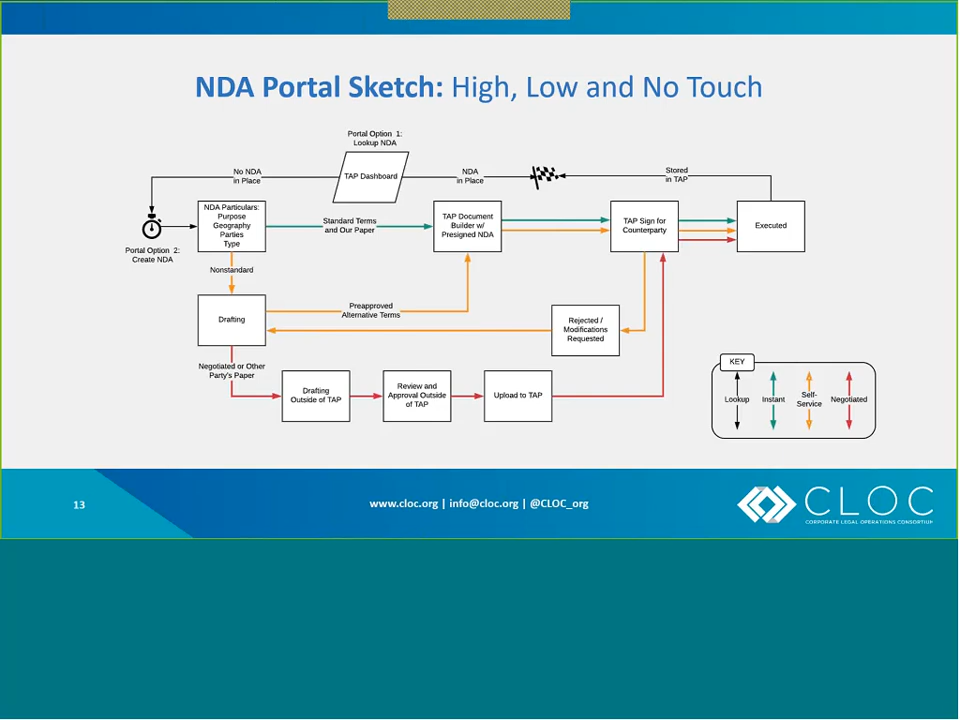 NDA Portal Sketch: High, Low and No Touch
Portal Option 1:
Lookup NDA
No NDA
in Place
TAP Dashboard
NDA
in Place
Stored
in TAP
Portal Option 2:
Create NDA
NDA Particulars:
Purpose
Geography
Parties
Type
Standard Terms
and Our Paper
TAP Document
Builder w/
Presigned NDA
TAP Sign for
Counterparty
Executed
Nonstandard
Drafting
Preapproved
Alternative Terms
Rejected /
Modifications
Requested
Negotiated or Other
Party's Paper
Drafting
Outside of TAP
Review and
Approval Outside
of TAP
Upload to TAP
KEY
Lookup
Instant
Self-
Service
Negotiated
13
www.cloc.org | info@cloc.org | @CLOC_org
CLOC
CORPORATE LEGAL OPERATIONS CONSORTIUM